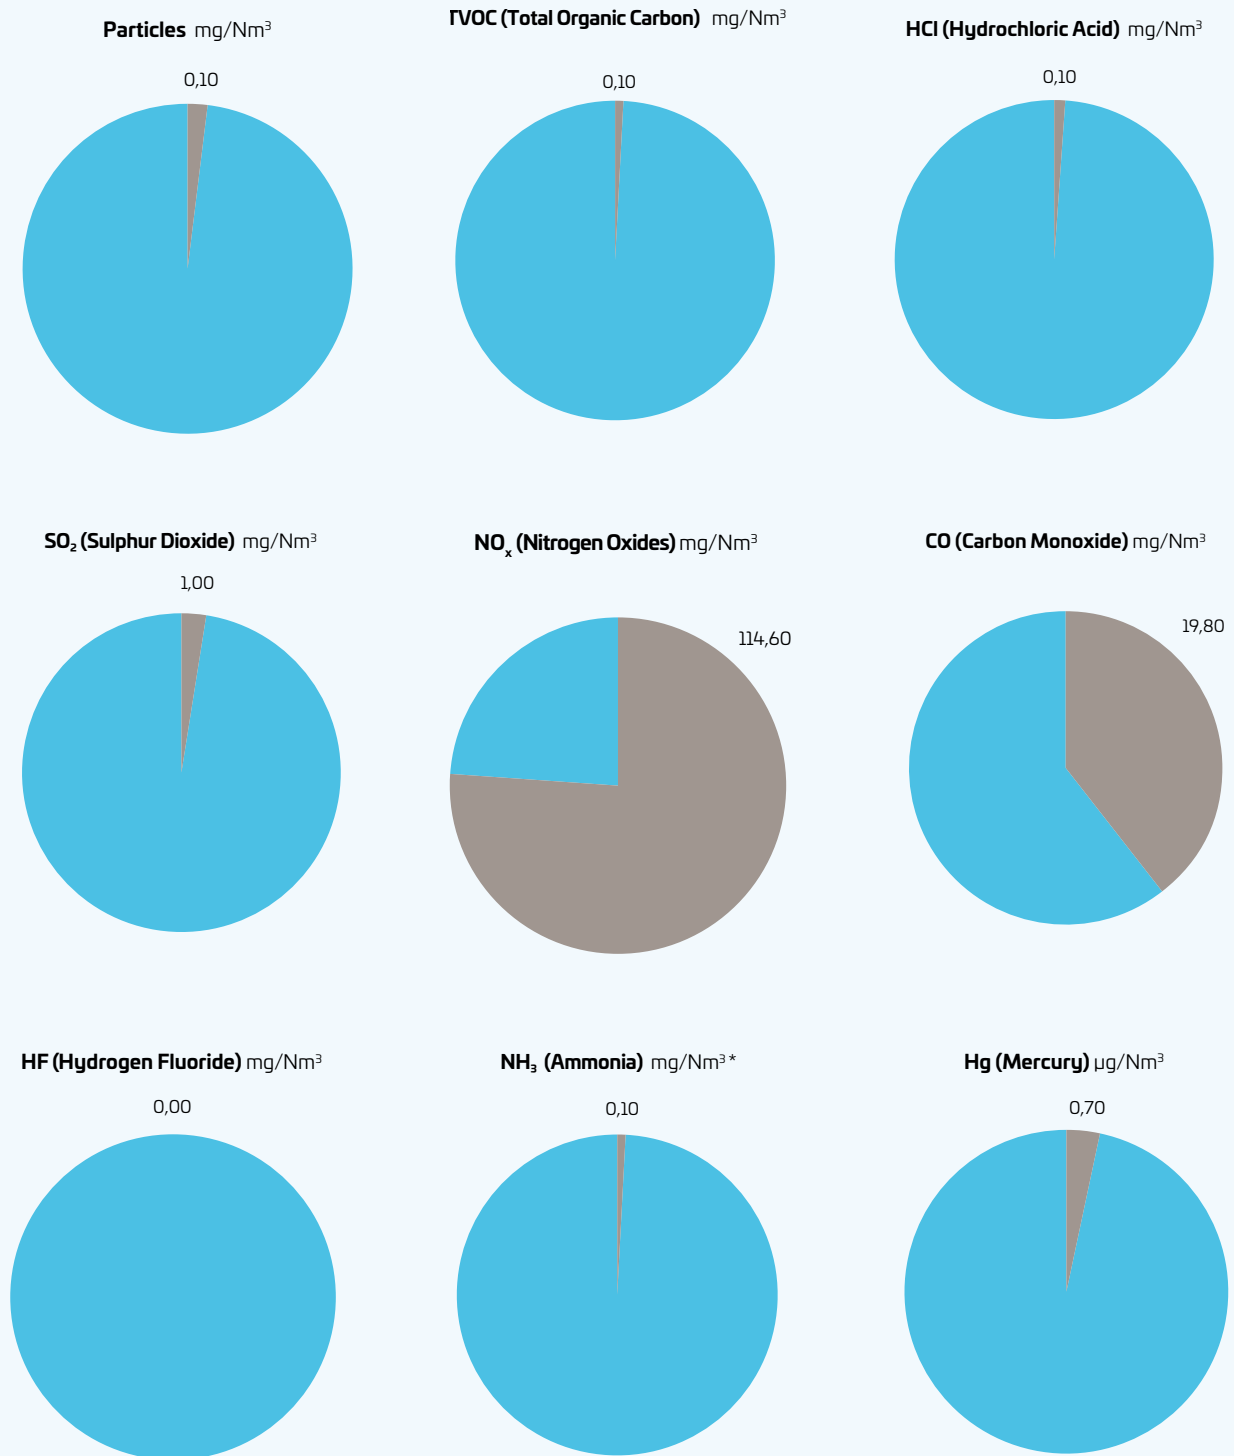 Particles mg/Nm³
TVOC (Total Organic Carbon) mg/Nm³
HCl (Hydrochloric Acid) mg/Nm³
0,10
0,10
0,10
SO₂ (Sulphur Dioxide) mg/Nm³
NOₓ (Nitrogen Oxides) mg/Nm³
CO (Carbon Monoxide) mg/Nm³
1,00
114,60
19,80
HF (Hydrogen Fluoride) mg/Nm³
NH₃ (Ammonia) mg/Nm³ *
Hg (Mercury) µg/Nm³
0,00
0,10
0,70